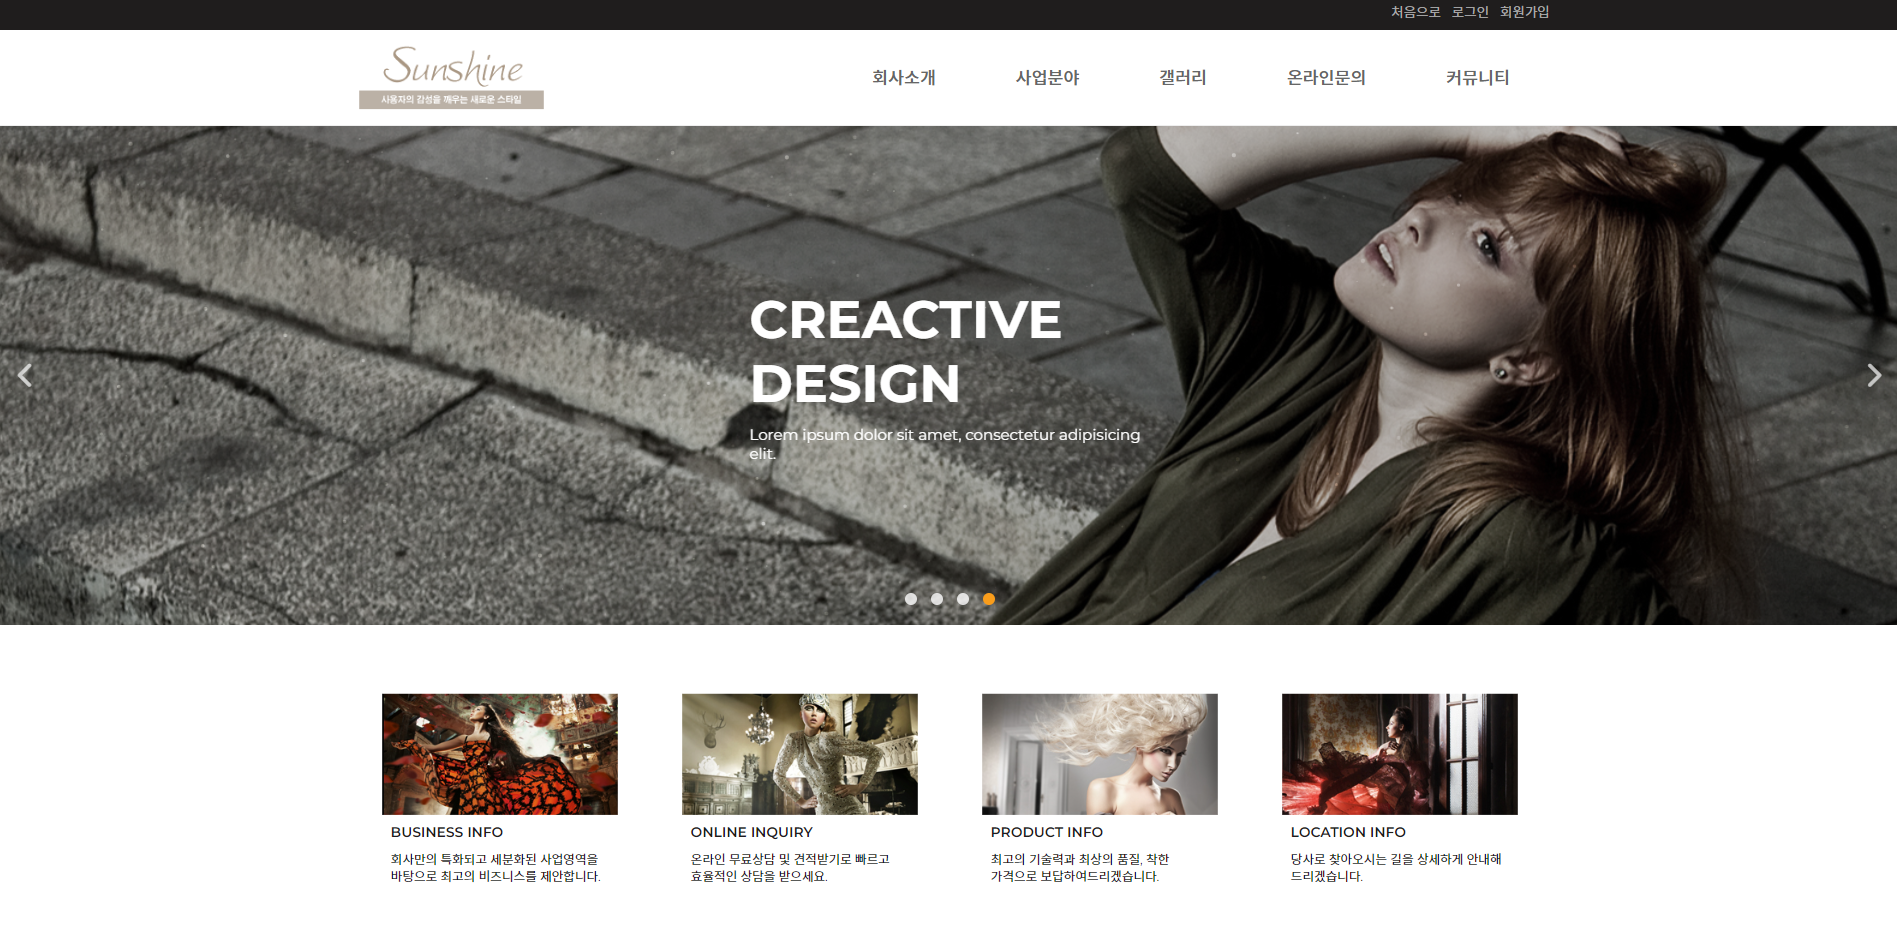 처음으로 로그인 회원가입
Sunshine
사용자의 감성을 깨우는 새로운 스타일
회사소개 사업분야 갤러리 온라인문의 커뮤니티
CREACTIVE
DESIGN
Lorem ipsum dolor sit amet, consectetur adipisicing
elit.
BUSINESS INFO
회사만의 특화되고 세분화된 사업영역을
바탕으로 최고의 비즈니스를 제안합니다.
ONLINE INQUIRY
온라인 무료상담 및 견적받기로 빠르고
효율적인 상담을 받으세요.
PRODUCT INFO
최고의 기술력과 최상의 품질, 착한
가격으로 보답하여드리겠습니다.
LOCATION INFO
당사로 찾아오시는 길을 상세하게 안내해
드리겠습니다.